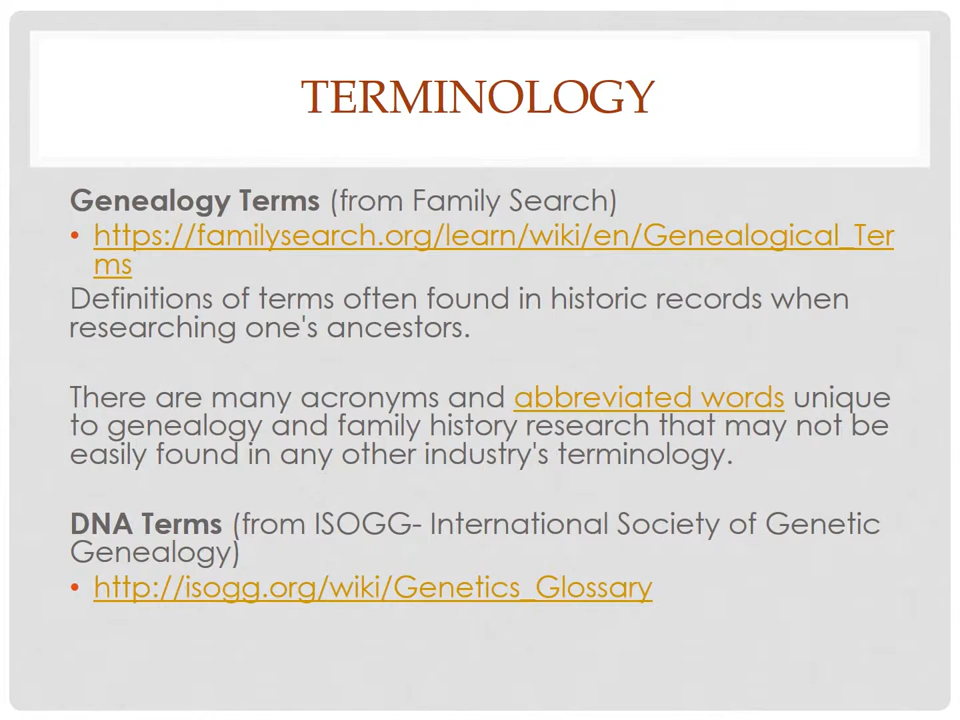 TERMINOLOGY
Genealogy Terms (from Family Search)
• https://familysearch.org/learn/wiki/en/Genealogical_Ter
ms
Definitions of terms often found in historic records when
researching one's ancestors.
There are many acronyms and abbreviated words unique
to genealogy and family history research that may not be
easily found in any other industry's terminology.
DNA Terms (from ISOGG- International Society of Genetic
Genealogy)
• http://isogg.org/wiki/Genetics_Glossary